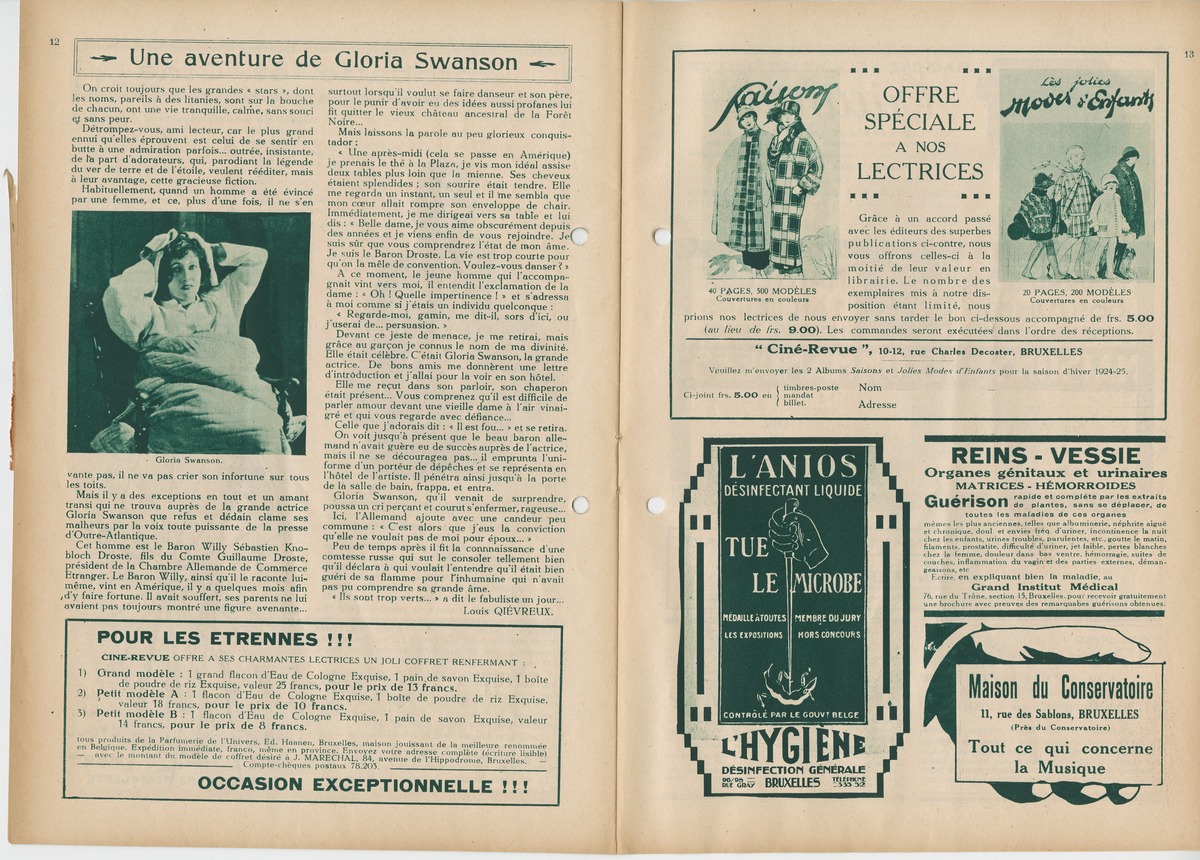 12
Une aventure de Gloria Swanson
On croit toujours que les grandes « stars », dont
les noms, pareils à des litanies, sont sur la bouche
de chacun, ont une vie tranquille, calme, sans souci
et sans peur.
Détrompez-vous, ami lecteur, car le plus grand
ennui qu'elles éprouvent est celui de se sentir en
butte à une admiration parfois... outrée, insistante,
de la part d'adorateurs, qui, parodiant la légende
du ver de terre et de l'étoile, veulent rééditer, mais
à leur avantage, cette gracieuse fiction.
Habituellement, quand un homme a été évincé
par une femme, et ce, plus d'une fois, il ne s'en
Gloria Swanson.
vante pas, il ne va pas crier son infortune sur tous
les toits.
Mais il y a des exceptions en tout et un amant
transi qui ne trouva auprès de la grande actrice
Gloria Swanson que refus et dédain clame ses
malheurs par la voix toute puissante de la presse
d'Outre-Atlantique.
Cet homme est le Baron Willy Sébastien Kno-
bloch Droste, fils du Comte Guillaume Droste,
président de la Chambre Allemande de Commerce
Etranger. Le Baron Willy, ainsi qu'il le raconte lui-
même, vint en Amérique, il y a quelques mois afin
d'y faire fortune. Il avait souffert, ses parents ne lui
avaient pas toujours montré une figure avenante...
surtout lorsqu'il voulut se faire danseur et son père,
pour le punir d'avoir eu des idées aussi profanes lui
fit quitter le vieux château ancestral de la Forêt
Noire...
Mais laissons la parole au peu glorieux conquis-
tador :
« Une après-midi (cela se passe en Amérique)
je prenais le thé à la Plaza, je vis mon idéal assise
deux tables plus loin que la mienne. Ses cheveux
étaient splendides ; son sourire était tendre. Elle
me regarda un instant, un seul et il me sembla que
mon cœur allait rompre son enveloppe de chair.
Immédiatement, je me dirigeai vers sa table et lui
dis : « Belle dame, je vous aime obscurément depuis
des années et je viens enfin de vous rejoindre. Je
suis sûr que vous comprendrez l'état de mon âme.
Je suis le Baron Droste. La vie est trop courte pour
qu'on la mêle de convention. Voulez-vous danser ? »
A ce moment, le jeune homme qui l'accompa-
gnait vint vers moi, il entendit l'exclamation de la
dame : « Oh ! Quelle impertinence ! » et s'adressa
à moi comme si j'étais un individu quelconque :
« Regarde-moi, gamin, me dit-il, sors d'ici, ou
j'userai de... persuasion. »
Devant ce jeste de menace, je me retirai, mais
grâce au garçon je connus le nom de ma divinité.
Elle était célèbre. C'était Gloria Swanson, la grande
actrice. De bons amis me donnèrent une lettre
d'introduction et j'allai pour la voir en son hôtel.
Elle me reçut dans son parloir, son chaperon
était présent... Vous comprenez qu'il est difficile de
parler amour devant une vieille dame à l'air vinai-
gré et qui vous regarde avec défiance...
Celle que j'adorais dit : « Il est fou... » et se retira.
On voit jusqu'à présent que le beau baron alle-
mand n'avait guère eu de succès auprès de l'actrice,
mais il ne se découragea pas... il emprunta l'uni-
forme d'un portéur de dépêches et se représenta en
l'hôtel de l'artiste. Il pénétra ainsi jusqu'à la porte
de la salle de bain, frappa, et entra.
Gloria Swanson, qu'il venait de surprendre,
poussa un cri perçant et courut s'enfermer, rageuse...
Ici, l'Allemand ajoute avec une candeur peu
commune : « C'est alors que j'eus la conviction
qu'elle ne voulait pas de moi pour époux... »
Peu de temps après il fit la connnaissance d'une
comtesse russe qui sut le consoler tellement bien
qu'il déclara à qui voulait l'entendre qu'il était bien
guéri de sa flamme pour l'inhumaine qui n'avait
pas pu comprendre sa grande âme.
« Ils sont trop verts... » a dit le fabuliste un jour...
Louis QIÉVREUX.
POUR LES ETRENNES !!!
CINE-REVUE OFFRE A SES CHARMANTES LECTRICES UN JOLI COFFRET RENFERMANT :
1) Grand modèle : 1 grand flacon d'Eau de Cologne Exquise, 1 pain de savon Exquise, 1 boîte
de poudre de riz Exquise, valeur 25 francs, pour le prix de 13 francs.
2) Petit modèle A : 1 flacon d'Eau de Cologne Exquise, 1 boîte de poudre de riz Exquise,
valeur 18 francs, pour le prix de 10 francs.
3) Petit modèle B : 1 flacon d'Eau de Cologne Exquise, 1 pain de savon Exquise, valeur
14 francs, pour le prix de 8 francs.
tous produits de la Parfumerie de l'Univers, Ed. Haanen, Bruxelles, maison jouissant de la meilleure renommée
en Belgique. Expédition immédiate, franco, même en province. Envoyez votre adresse complète (écriture lisible)
— avec le montant du modèle de coffret désiré à J. MARECHAL, 84, avenue de l'Hippodrome, Bruxelles. —
Compte-chèques postaux 78.203.
OCCASION EXCEPTIONNELLE !!!
13
Saisons
40 PAGES, 500 MODÈLES
Couvertures en couleurs
OFFRE
SPÉCIALE
A NOS
LECTRICES
Les jolies
Modes d'Enfants
20 PAGES, 200 MODÈLES
Couvertures en couleurs
Grâce à un accord passé
avec les éditeurs des superbes
publications ci-contre, nous
vous offrons celles-ci à la
moitié de leur valeur en
librairie. Le nombre des
exemplaires mis à notre dis-
position étant limité, nous
prions nos lectrices de nous envoyer sans tarder le bon ci-dessous accompagné de frs. 5.00
(au lieu de frs. 9.00). Les commandes seront exécutées dans l'ordre des réceptions.
" Ciné-Revue ", 10-12, rue Charles Decoster, BRUXELLES
Veuillez m'envoyer les 2 Albums Saisons et Jolies Modes d'Enfants pour la saison d'hiver 1924-25.
Ci-joint frs. 5.00 en { timbres-poste
mandat
billet.
Nom
Adresse
L'ANIOS
DÉSINFECTANT LIQUIDE
TUE
LE MICROBE
MÉDAILLE À TOUTES
LES EXPOSITIONS
MEMBRE DU JURY
HORS CONCOURS
CONTRÔLÉ PAR LE GOUVT BELGE
L'HYGIÈNE
DÉSINFECTION GÉNÉRALE
96/98 —
RUE GRAY
BRUXELLES
TÉLÉPHONE
— 335 52
REINS - VESSIE
Organes génitaux et urinaires
MATRICES - HÉMORROIDES
Guérison rapide et complète par les extraits
de plantes, sans se déplacer, de
toutes les maladies de ces organes
mêmes les plus anciennes, telles que albuminerie, néphrite aiguë
et chronique, doul. et envies fréq. d'uriner, incontinence la nuit
chez les enfants, urines troubles, purulentes, etc., goutte le matin,
filaments, prostatite, difficulté d'uriner, jet faible, pertes blanches
chez la femme, douleur dans bas ventre, hémorragie, suites de
couches, inflammation du vagin et des parties externes, déman-
geaisons, etc
Ecrire, en expliquant bien la maladie, au
Grand Institut Médical
76, rue du Trône, section 15, Bruxelles, pour recevoir gratuitement
une brochure avec preuves des remarquabes guérisons obtenues.
Maison du Conservatoire
11, rue des Sablons, BRUXELLES
(Près du Conservatoire)
Tout ce qui concerne
la Musique